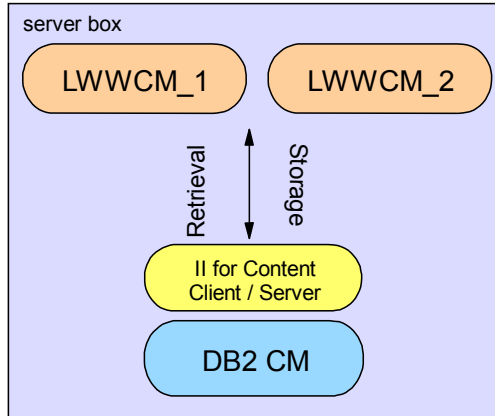 server box
LWWCM_1
LWWCM_2
Retrieval
Storage
II for Content
Client / Server
DB2 CM